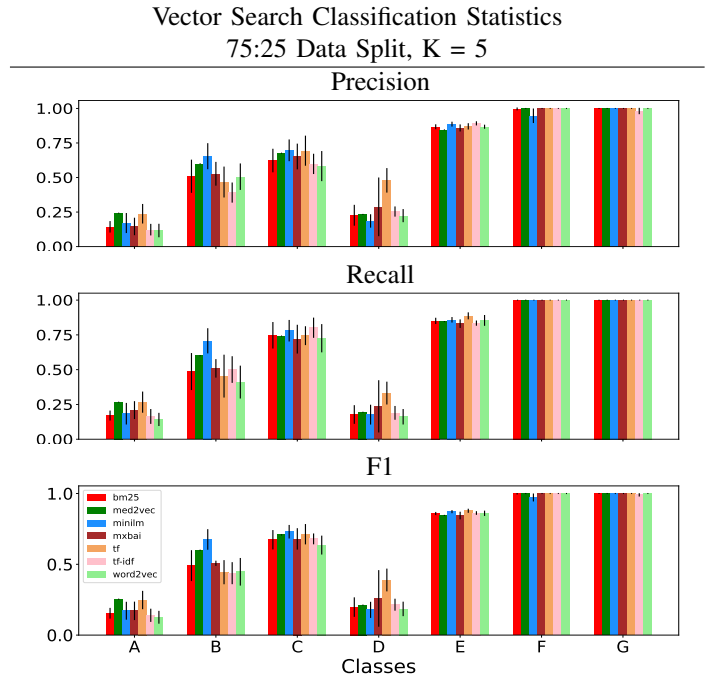 Vector Search Classification Statistics
75:25 Data Split, K = 5
Precision
1.00
0.75
0.50
0.25
0.00
Recall
1.00
0.75
0.50
0.25
0.00
F1
1.0
0.5
0.0
bm25
med2vec
minilm
mxbai
tf
tf-idf
word2vec
A B C D E F G
Classes